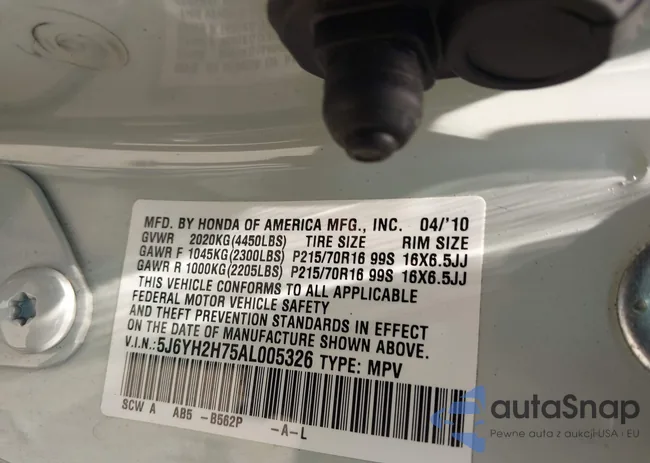 MFD. BY HONDA OF AMERICA MFG., INC. 04/'10
GVWR 2020KG(4450LBS) TIRE SIZE RIM SIZE
GAWR F 1045KG(2300LBS) P215/70R16 99S 16X6.5JJ
GAWR R 1000KG(2205LBS) P215/70R16 99S 16X6.5JJ
THIS VEHICLE CONFORMS TO ALL APPLICABLE
FEDERAL MOTOR VEHICLE SAFETY
AND THEFT PREVENTION STANDARDS IN EFFECT
ON THE DATE OF MANUFACTURE SHOWN ABOVE.
V.I.N.:5J6YH2H75AL005326 TYPE: MPV
SCW A AB5 -B562P -A-L
autaSnap
Pewne auta z aukcji USA i EU